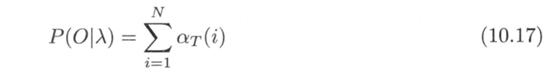 P(O|λ) = ∑_{i=1}^{N} α_T(i) (10.17)